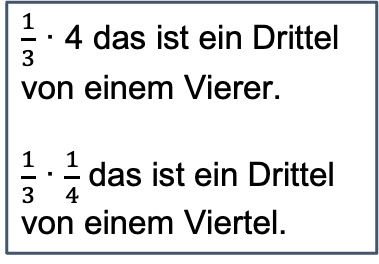 1/3 · 4 das ist ein Drittel
von einem Vierer.
1/3 · 1/4 das ist ein Drittel
von einem Viertel.